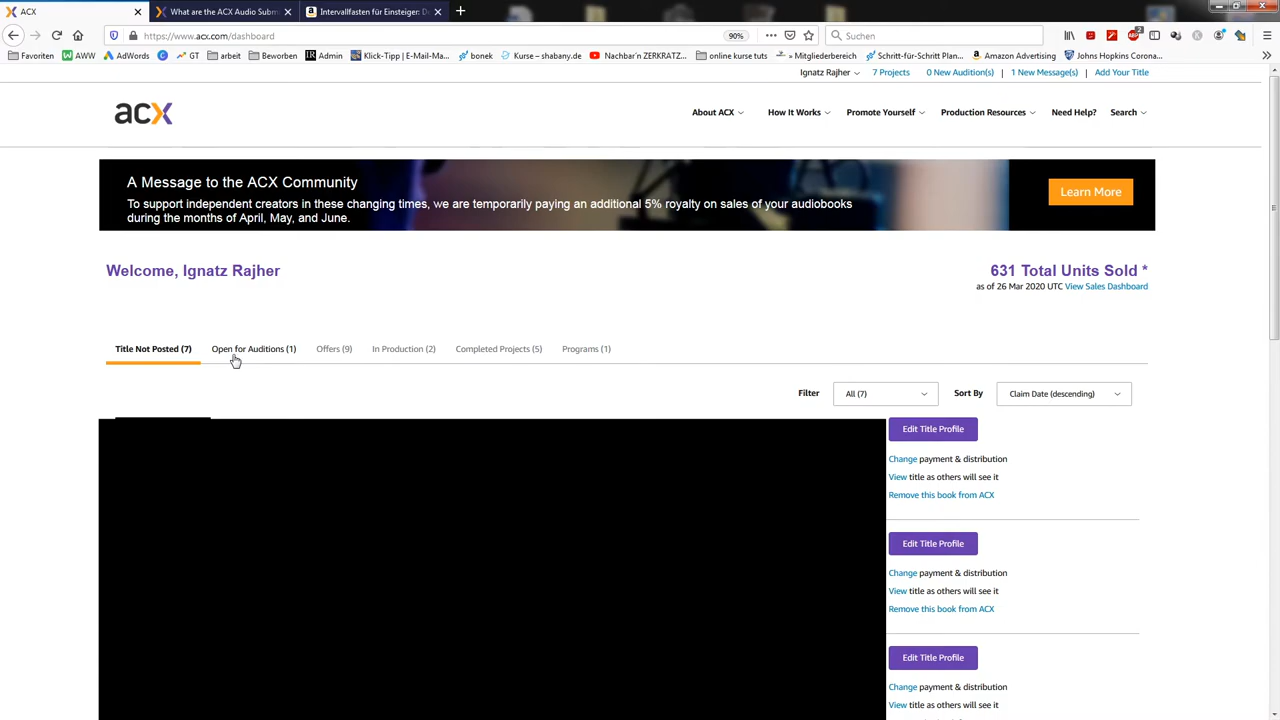 ACX
What are the ACX Audio Subm
Intervallfasten für Einsteiger: De
https://www.acx.com/dashboard
90%
Suchen
Favoriten
AWW
AdWords
GT
arbeit
Beworben
Admin
Klick-Tipp | E-Mail-Ma...
bonek
Kurse – shabany.de
Nachbar´n ZERKRATZ...
online kurse tuts
» Mitgliederbereich
Schritt-für-Schritt Plan...
Amazon Advertising
Johns Hopkins Corona...
Ignatz Rajher
7 Projects
0 New Audition(s)
1 New Message(s)
Add Your Title
acx
About ACX
How It Works
Promote Yourself
Production Resources
Need Help?
Search
A Message to the ACX Community
To support independent creators in these changing times, we are temporarily paying an additional 5% royalty on sales of your audiobooks
during the months of April, May, and June.
Learn More
Welcome, Ignatz Rajher
631 Total Units Sold *
as of 26 Mar 2020 UTC View Sales Dashboard
Title Not Posted (7)
Open for Auditions (1)
Offers (9)
In Production (2)
Completed Projects (5)
Programs (1)
Filter
All (7)
Sort By
Claim Date (descending)
Edit Title Profile
Change payment & distribution
View title as others will see it
Remove this book from ACX
Edit Title Profile
Change payment & distribution
View title as others will see it
Remove this book from ACX
Edit Title Profile
Change payment & distribution
View title as others will see it